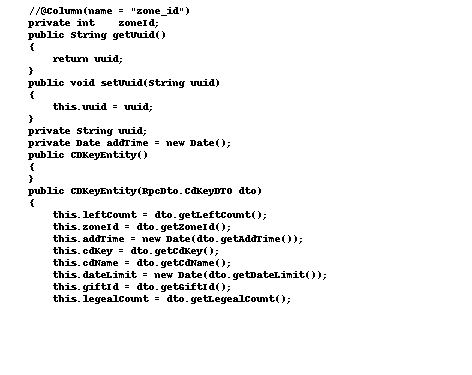 //@Column(name = "zone_id")
private int    zoneId;
public String getUuid()
{
    return uuid;
}
public void setUuid(String uuid)
{
    this.uuid = uuid;
}
private String uuid;
private Date addTime = new Date();
public CDKeyEntity()
{
}
public CDKeyEntity(RpcDto.CdKeyDTO dto)
{
    this.leftCount = dto.getLeftCount();
    this.zoneId = dto.getZoneId();
    this.addTime = new Date(dto.getAddTime());
    this.cdKey = dto.getCdKey();
    this.cdName = dto.getCdName();
    this.dateLimit = new Date(dto.getDateLimit());
    this.giftId = dto.getGiftId();
    this.legealCount = dto.getLegealCount();